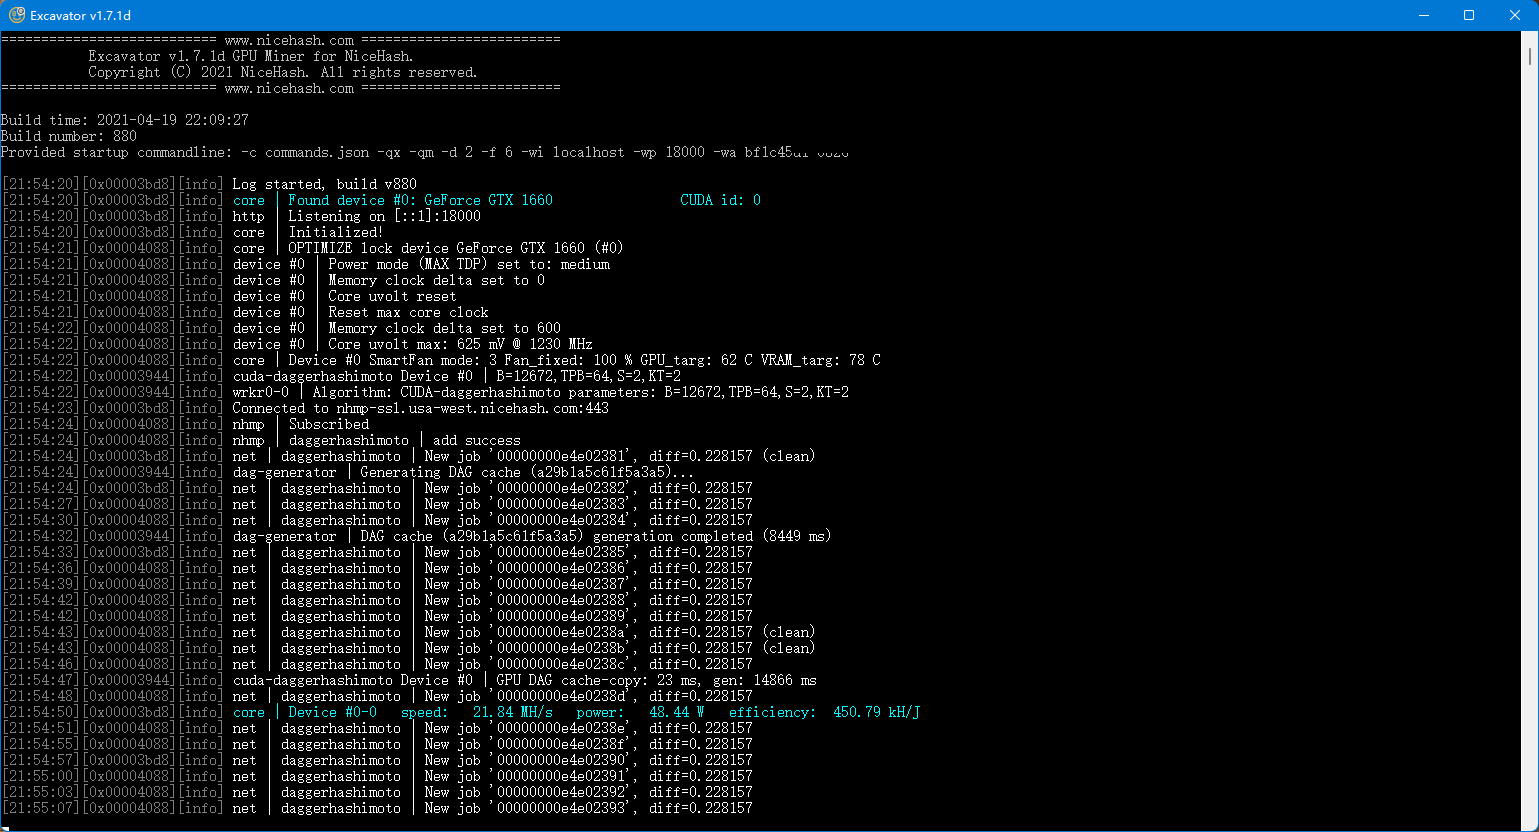 Excavator v1.7.1d
=========================== www.nicehash.com =========================
Excavator v1.7.1d GPU Miner for NiceHash.
Copyright (C) 2021 NiceHash. All rights reserved.
=========================== www.nicehash.com =========================
Build time: 2021-04-19 22:09:27
Build number: 880
Provided startup commandline: -c commands.json -qx -qm -d 2 -f 6 -wi localhost -wp 18000 -wa
[21:54:20][0x00003bd8][info] Log started, build v880
[21:54:20][0x00003bd8][info] core | Found device #0: GeForce GTX 1660 CUDA id: 0
[21:54:20][0x00003bd8][info] http | Listening on [::1]:18000
[21:54:20][0x00003bd8][info] core | Initialized!
[21:54:21][0x00004088][info] core | OPTIMIZE lock device GeForce GTX 1660 (#0)
[21:54:21][0x00004088][info] device #0 | Power mode (MAX TDP) set to: medium
[21:54:21][0x00004088][info] device #0 | Memory clock delta set to 0
[21:54:21][0x00004088][info] device #0 | Core uvolt reset
[21:54:21][0x00004088][info] device #0 | Reset max core clock
[21:54:22][0x00004088][info] device #0 | Memory clock delta set to 600
[21:54:22][0x00004088][info] device #0 | Core uvolt max: 625 mV @ 1230 MHz
[21:54:22][0x00004088][info] core | Device #0 SmartFan mode: 3 Fan_fixed: 100 % GPU_targ: 62 C VRAM_targ: 78 C
[21:54:22][0x00003944][info] cuda-daggerhashimoto Device #0 | B=12672,TPB=64,S=2,KT=2
[21:54:22][0x00003944][info] wrkr0-0 | Algorithm: CUDA-daggerhashimoto parameters: B=12672,TPB=64,S=2,KT=2
[21:54:23][0x00003bd8][info] Connected to nhmp-ssl.usa-west.nicehash.com:443
[21:54:24][0x00004088][info] nhmp | Subscribed
[21:54:24][0x00004088][info] nhmp | daggerhashimoto | add success
[21:54:24][0x00003bd8][info] net | daggerhashimoto | New job '00000000e4e02381', diff=0.228157 (clean)
[21:54:24][0x00003944][info] dag-generator | Generating DAG cache (a29b1a5c61f5a3a5)...
[21:54:24][0x00003bd8][info] net | daggerhashimoto | New job '00000000e4e02382', diff=0.228157
[21:54:27][0x00004088][info] net | daggerhashimoto | New job '00000000e4e02383', diff=0.228157
[21:54:30][0x00004088][info] net | daggerhashimoto | New job '00000000e4e02384', diff=0.228157
[21:54:32][0x00003944][info] dag-generator | DAG cache (a29b1a5c61f5a3a5) generation completed (8449 ms)
[21:54:33][0x00003bd8][info] net | daggerhashimoto | New job '00000000e4e02385', diff=0.228157
[21:54:36][0x00004088][info] net | daggerhashimoto | New job '00000000e4e02386', diff=0.228157
[21:54:39][0x00004088][info] net | daggerhashimoto | New job '00000000e4e02387', diff=0.228157
[21:54:42][0x00004088][info] net | daggerhashimoto | New job '00000000e4e02388', diff=0.228157
[21:54:42][0x00004088][info] net | daggerhashimoto | New job '00000000e4e02389', diff=0.228157
[21:54:43][0x00004088][info] net | daggerhashimoto | New job '00000000e4e0238a', diff=0.228157 (clean)
[21:54:43][0x00004088][info] net | daggerhashimoto | New job '00000000e4e0238b', diff=0.228157 (clean)
[21:54:46][0x00004088][info] net | daggerhashimoto | New job '00000000e4e0238c', diff=0.228157
[21:54:47][0x00003944][info] cuda-daggerhashimoto Device #0 | GPU DAG cache-copy: 23 ms, gen: 14866 ms
[21:54:48][0x00004088][info] net | daggerhashimoto | New job '00000000e4e0238d', diff=0.228157
[21:54:50][0x00003bd8][info] core | Device #0-0 speed: 21.84 MH/s power: 48.44 W efficiency: 450.79 kH/J
[21:54:51][0x00004088][info] net | daggerhashimoto | New job '00000000e4e0238e', diff=0.228157
[21:54:55][0x00004088][info] net | daggerhashimoto | New job '00000000e4e0238f', diff=0.228157
[21:54:57][0x00003bd8][info] net | daggerhashimoto | New job '00000000e4e02390', diff=0.228157
[21:55:00][0x00004088][info] net | daggerhashimoto | New job '00000000e4e02391', diff=0.228157
[21:55:03][0x00004088][info] net | daggerhashimoto | New job '00000000e4e02392', diff=0.228157
[21:55:07][0x00004088][info] net | daggerhashimoto | New job '00000000e4e02393', diff=0.228157